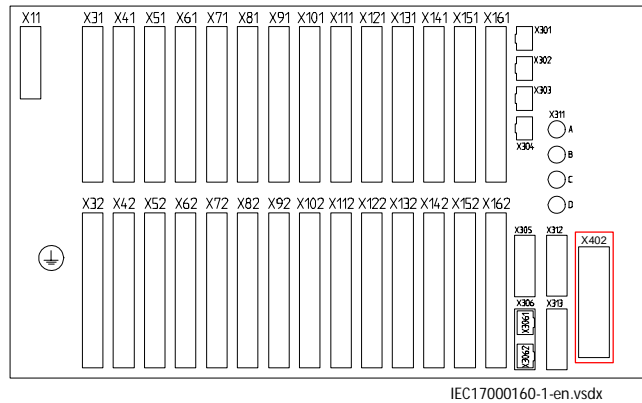 X11 X31 X41 X51 X61 X71 X81 X91 X101 X111 X121 X131 X141 X151 X161
X301
X302
X303
X304
X311
A
B
C
D
X32 X42 X52 X62 X72 X82 X92 X102 X112 X122 X132 X142 X152 X162
X305 X312
X402
X306 X313
X3061
X3062
IEC17000160-1-en.vsdx